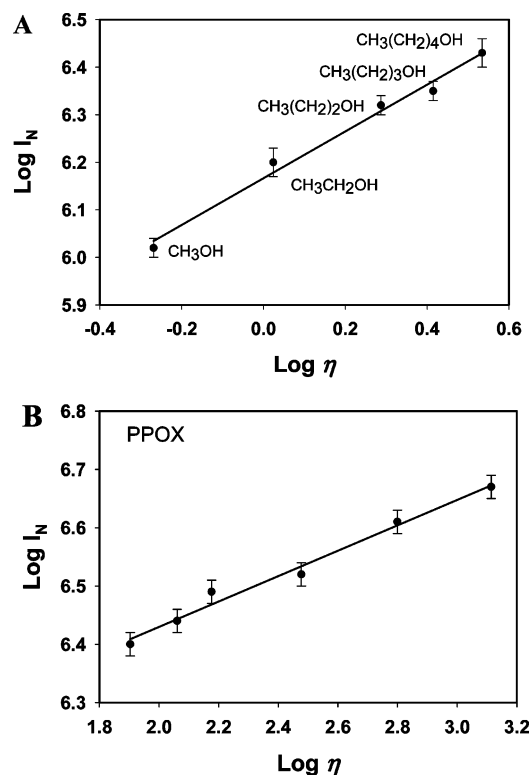 A
6.5
6.4
6.3
6.2
6.1
6.0
5.9
Log I_N
CH3(CH2)4OH
CH3(CH2)3OH
CH3(CH2)2OH
CH3CH2OH
CH3OH
-0.4 -0.2 0.0 0.2 0.4 0.6
Log η
B
6.8
6.7
6.6
6.5
6.4
6.3
Log I_N
PPOX
1.8 2.0 2.2 2.4 2.6 2.8 3.0 3.2
Log η